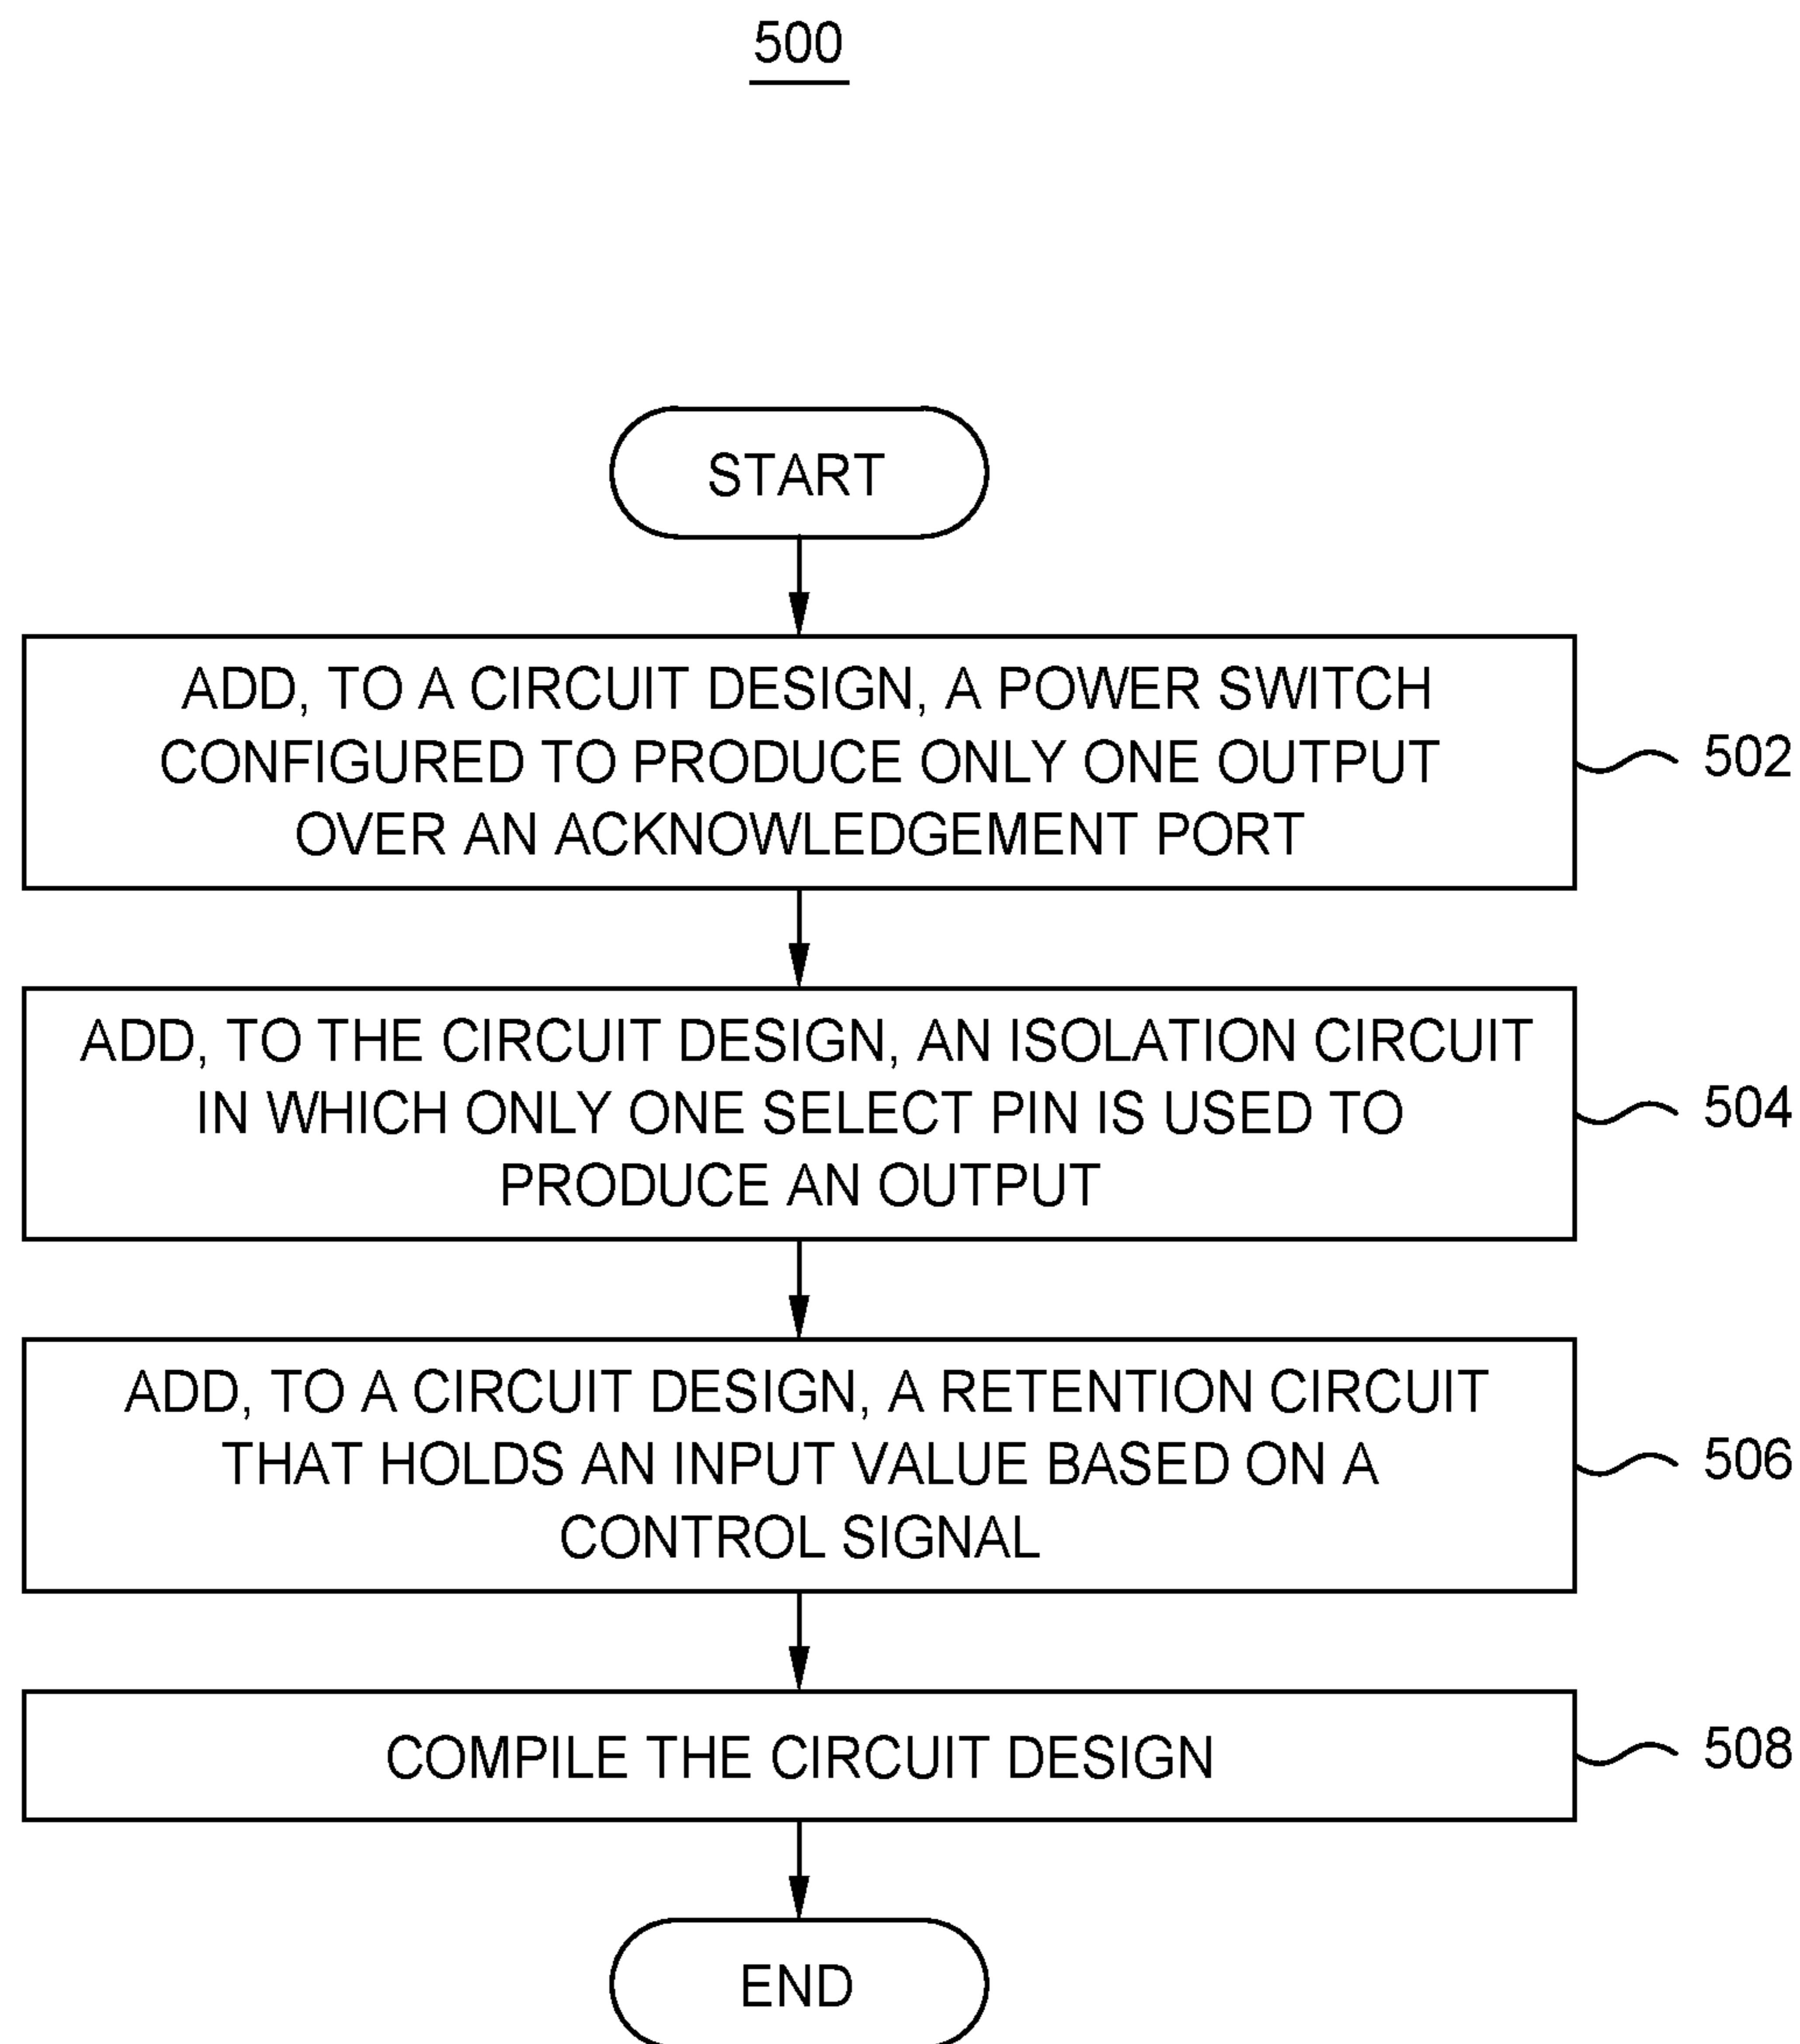 500
START
ADD, TO A CIRCUIT DESIGN, A POWER SWITCH
CONFIGURED TO PRODUCE ONLY ONE OUTPUT
OVER AN ACKNOWLEDGEMENT PORT
502
ADD, TO THE CIRCUIT DESIGN, AN ISOLATION CIRCUIT
IN WHICH ONLY ONE SELECT PIN IS USED TO
PRODUCE AN OUTPUT
504
ADD, TO A CIRCUIT DESIGN, A RETENTION CIRCUIT
THAT HOLDS AN INPUT VALUE BASED ON A
CONTROL SIGNAL
506
COMPILE THE CIRCUIT DESIGN
508
END